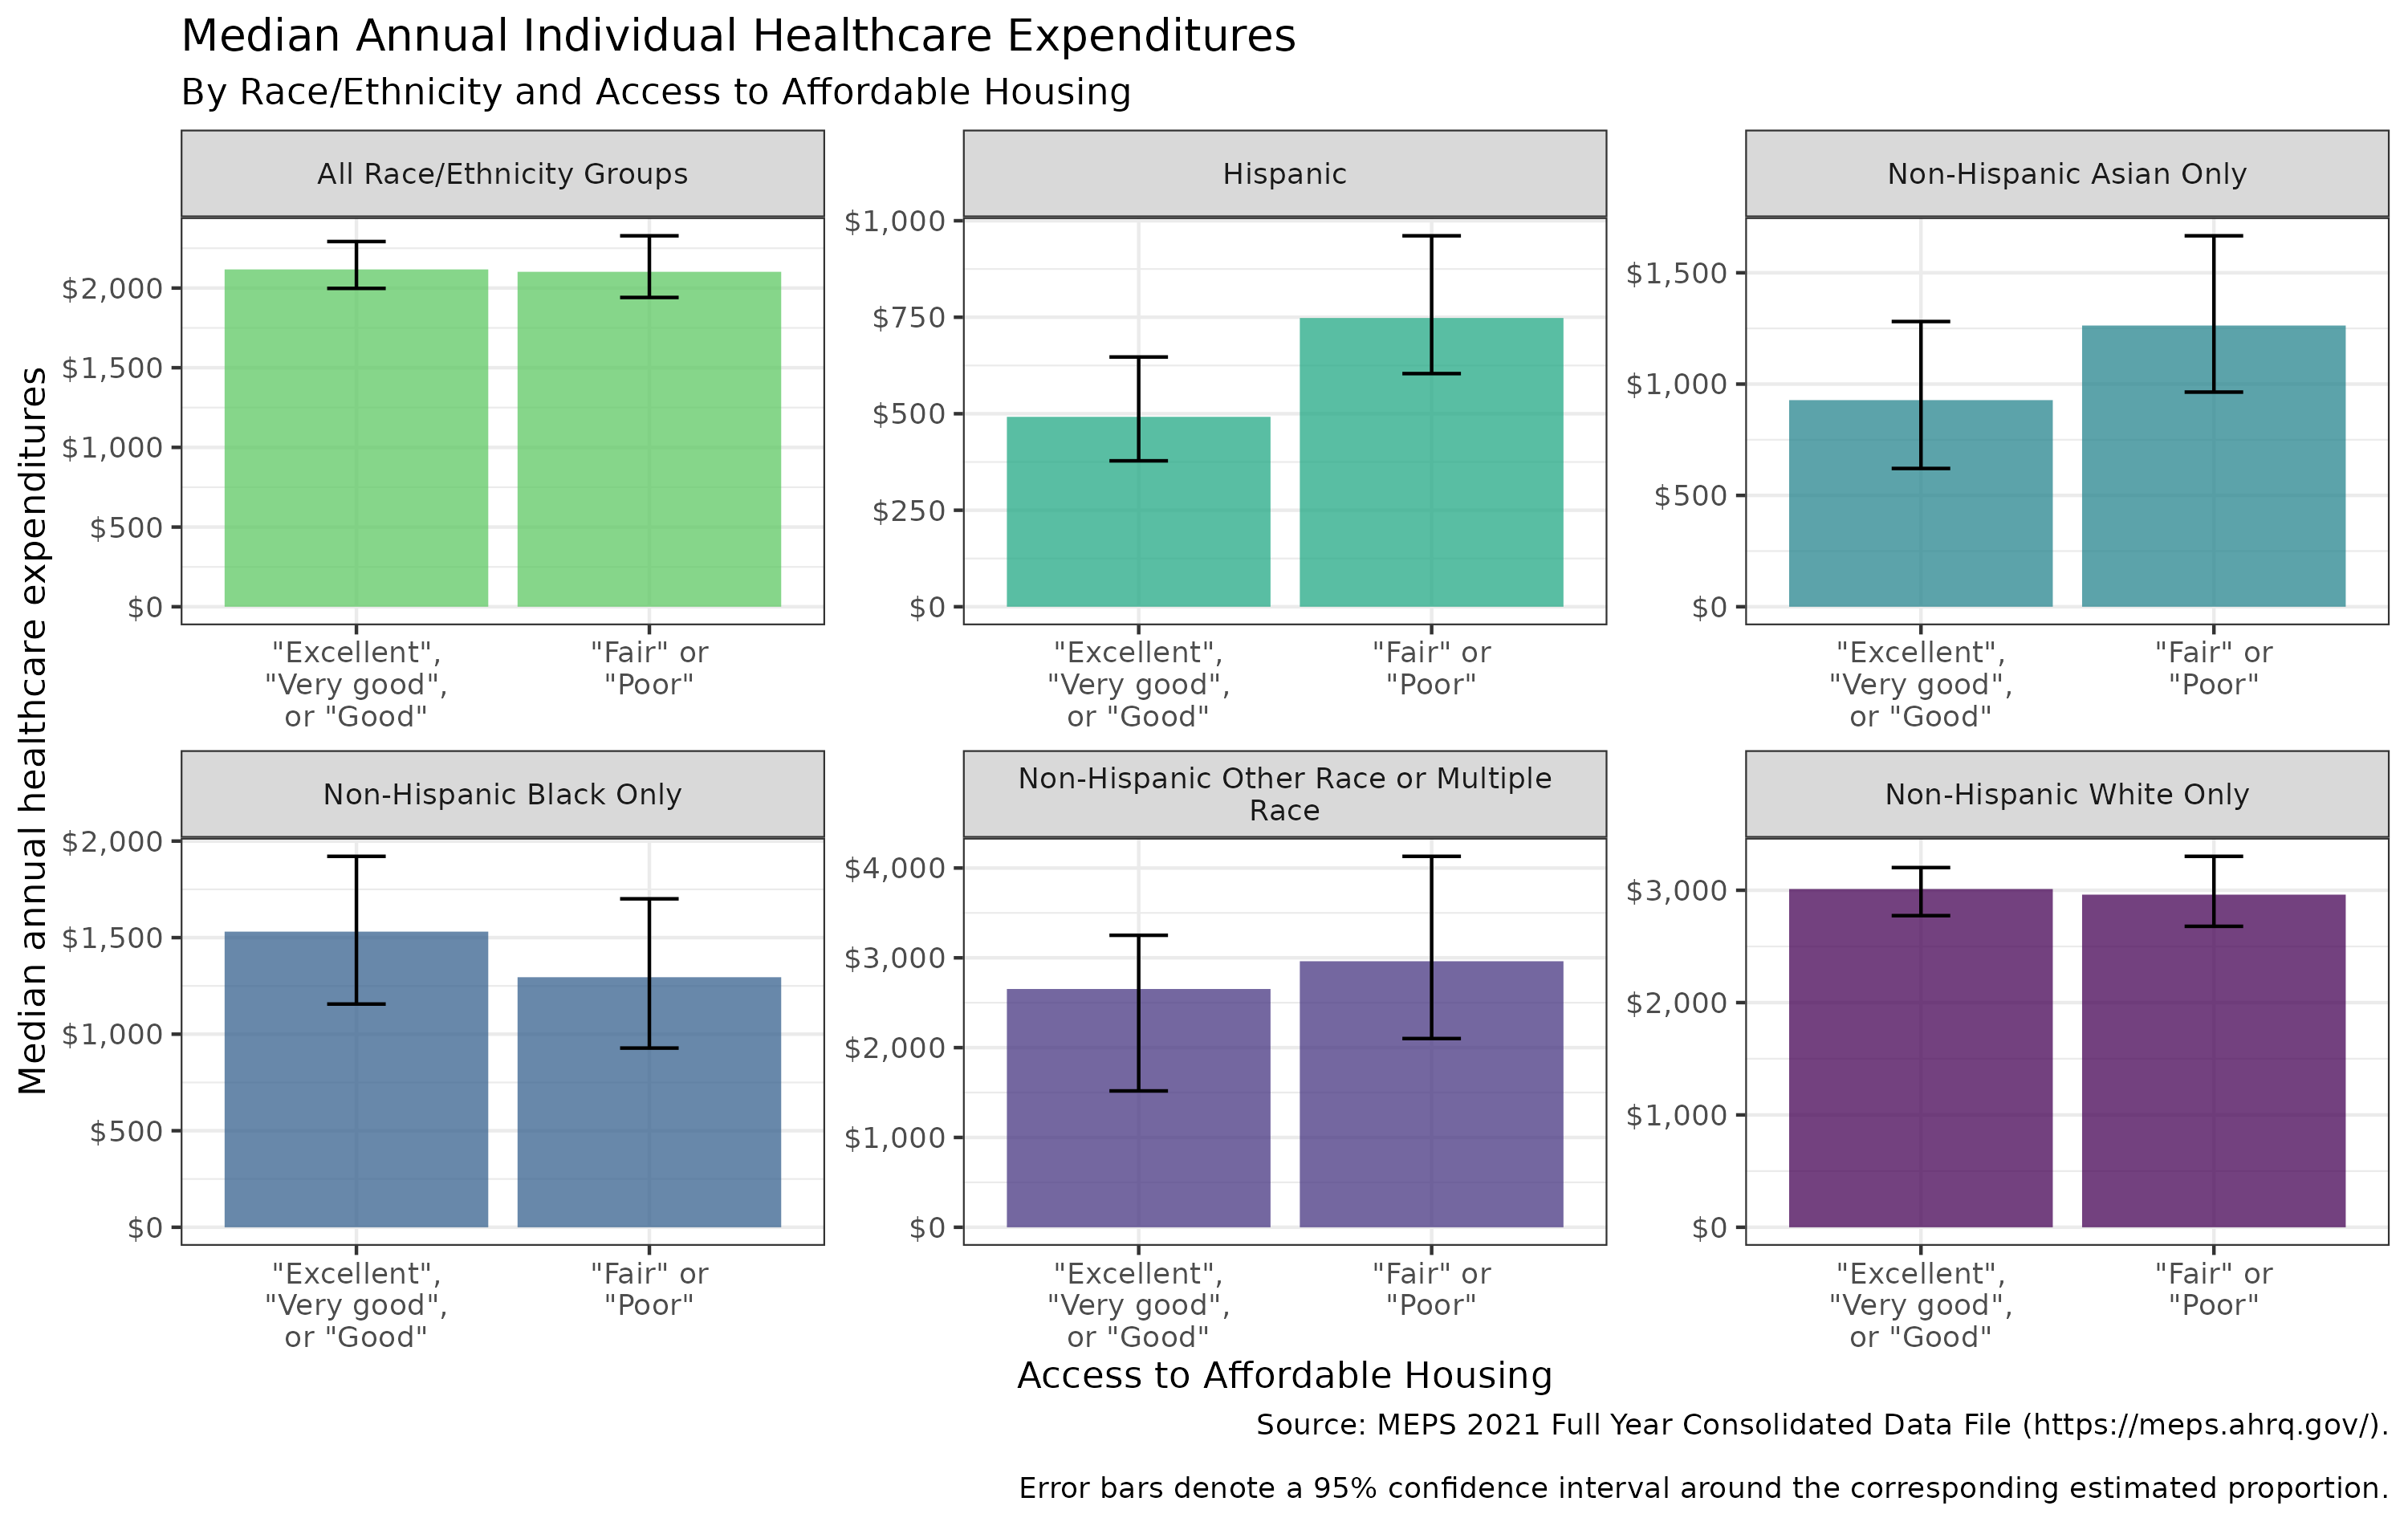 Median Annual Individual Healthcare Expenditures
By Race/Ethnicity and Access to Affordable Housing
Median annual healthcare expenditures
All Race/Ethnicity Groups
$2,000
$1,500
$1,000
$500
$0
"Excellent",
"Very good",
or "Good"
"Fair" or
"Poor"
Hispanic
$1,000
$750
$500
$250
$0
"Excellent",
"Very good",
or "Good"
"Fair" or
"Poor"
Non-Hispanic Asian Only
$1,500
$1,000
$500
$0
"Excellent",
"Very good",
or "Good"
"Fair" or
"Poor"
Non-Hispanic Black Only
$2,000
$1,500
$1,000
$500
$0
"Excellent",
"Very good",
or "Good"
"Fair" or
"Poor"
Non-Hispanic Other Race or Multiple
Race
$4,000
$3,000
$2,000
$1,000
$0
"Excellent",
"Very good",
or "Good"
"Fair" or
"Poor"
Non-Hispanic White Only
$3,000
$2,000
$1,000
$0
"Excellent",
"Very good",
or "Good"
"Fair" or
"Poor"
Access to Affordable Housing
Source: MEPS 2021 Full Year Consolidated Data File (https://meps.ahrq.gov/).
Error bars denote a 95% confidence interval around the corresponding estimated proportion.